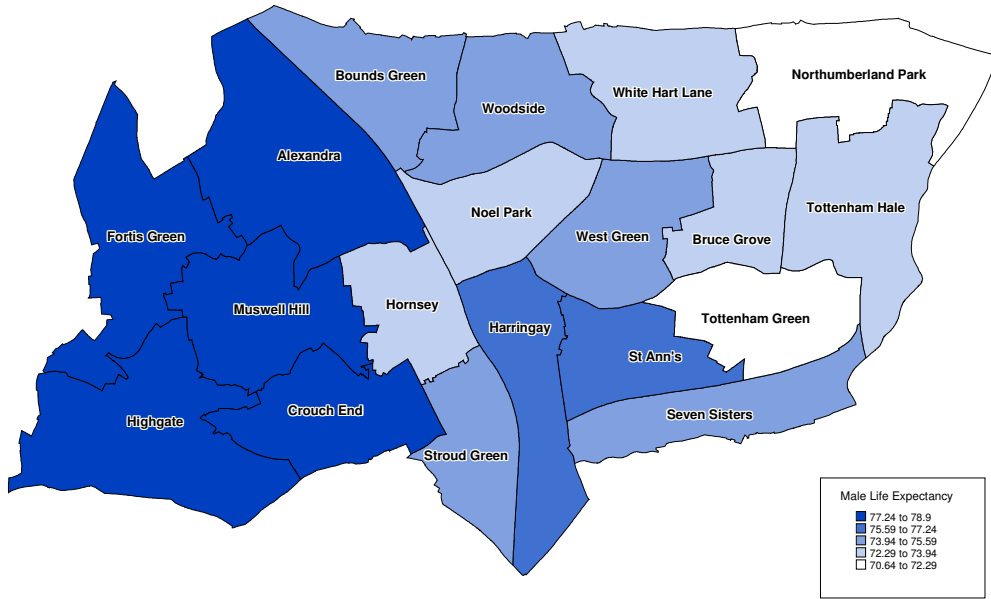 Northumberland Park
Bounds Green
White Hart Lane
Woodside
Alexandra
Tottenham Hale
Noel Park
Fortis Green
West Green
Bruce Grove
Hornsey
Muswell Hill
Tottenham Green
Harringay
St Ann's
Crouch End
Seven Sisters
Highgate
Stroud Green
Male Life Expectancy
77.24 to 78.9
75.59 to 77.24
73.94 to 75.59
72.29 to 73.94
70.64 to 72.29